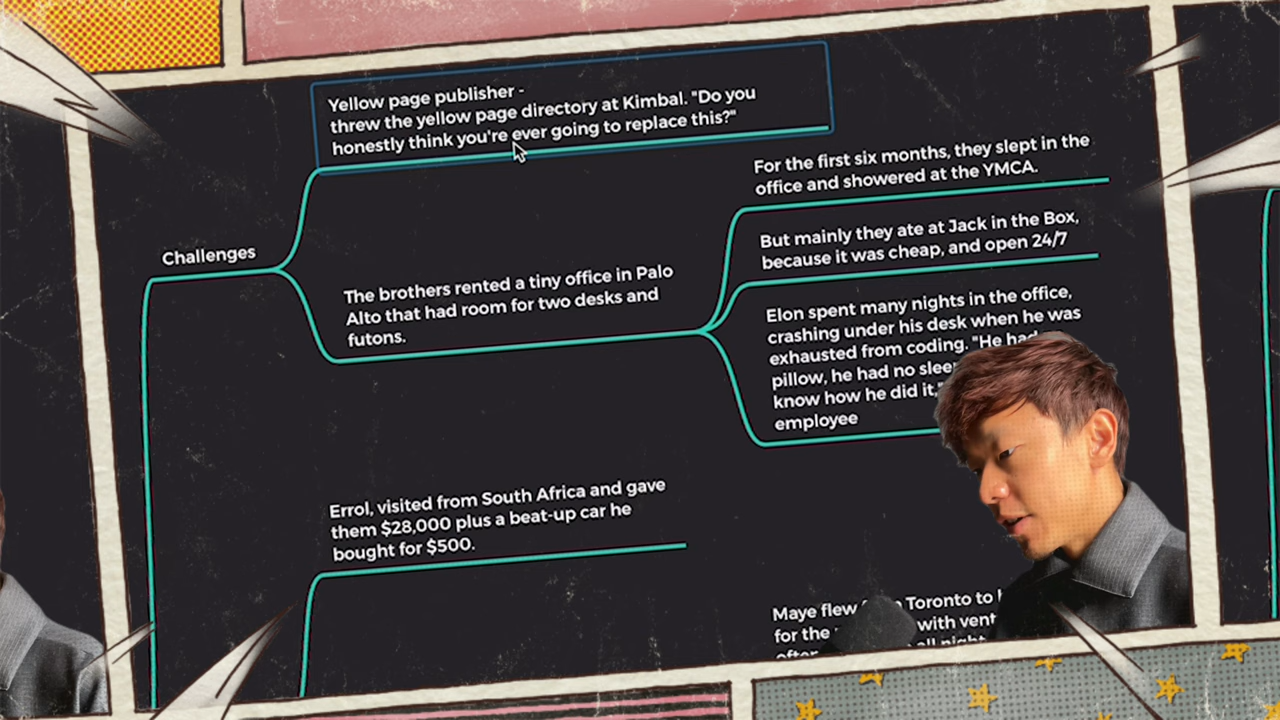 Yellow page publisher -
threw the yellow page directory at Kimbal. "Do you
honestly think you're ever going to replace this?"
Challenges
The brothers rented a tiny office in Palo
Alto that had room for two desks and
futons.
For the first six months, they slept in the
office and showered at the YMCA.
But mainly they ate at Jack in the Box,
because it was cheap, and open 24/7
Elon spent many nights in the office,
crashing under his desk when he was
exhausted from coding. "He had
pillow, he had no
know how he did it,"
employee
Errol, visited from South Africa and gave
them $28,000 plus a beat-up car he
bought for $500.
Maye flew Toronto to
for the with
often all night